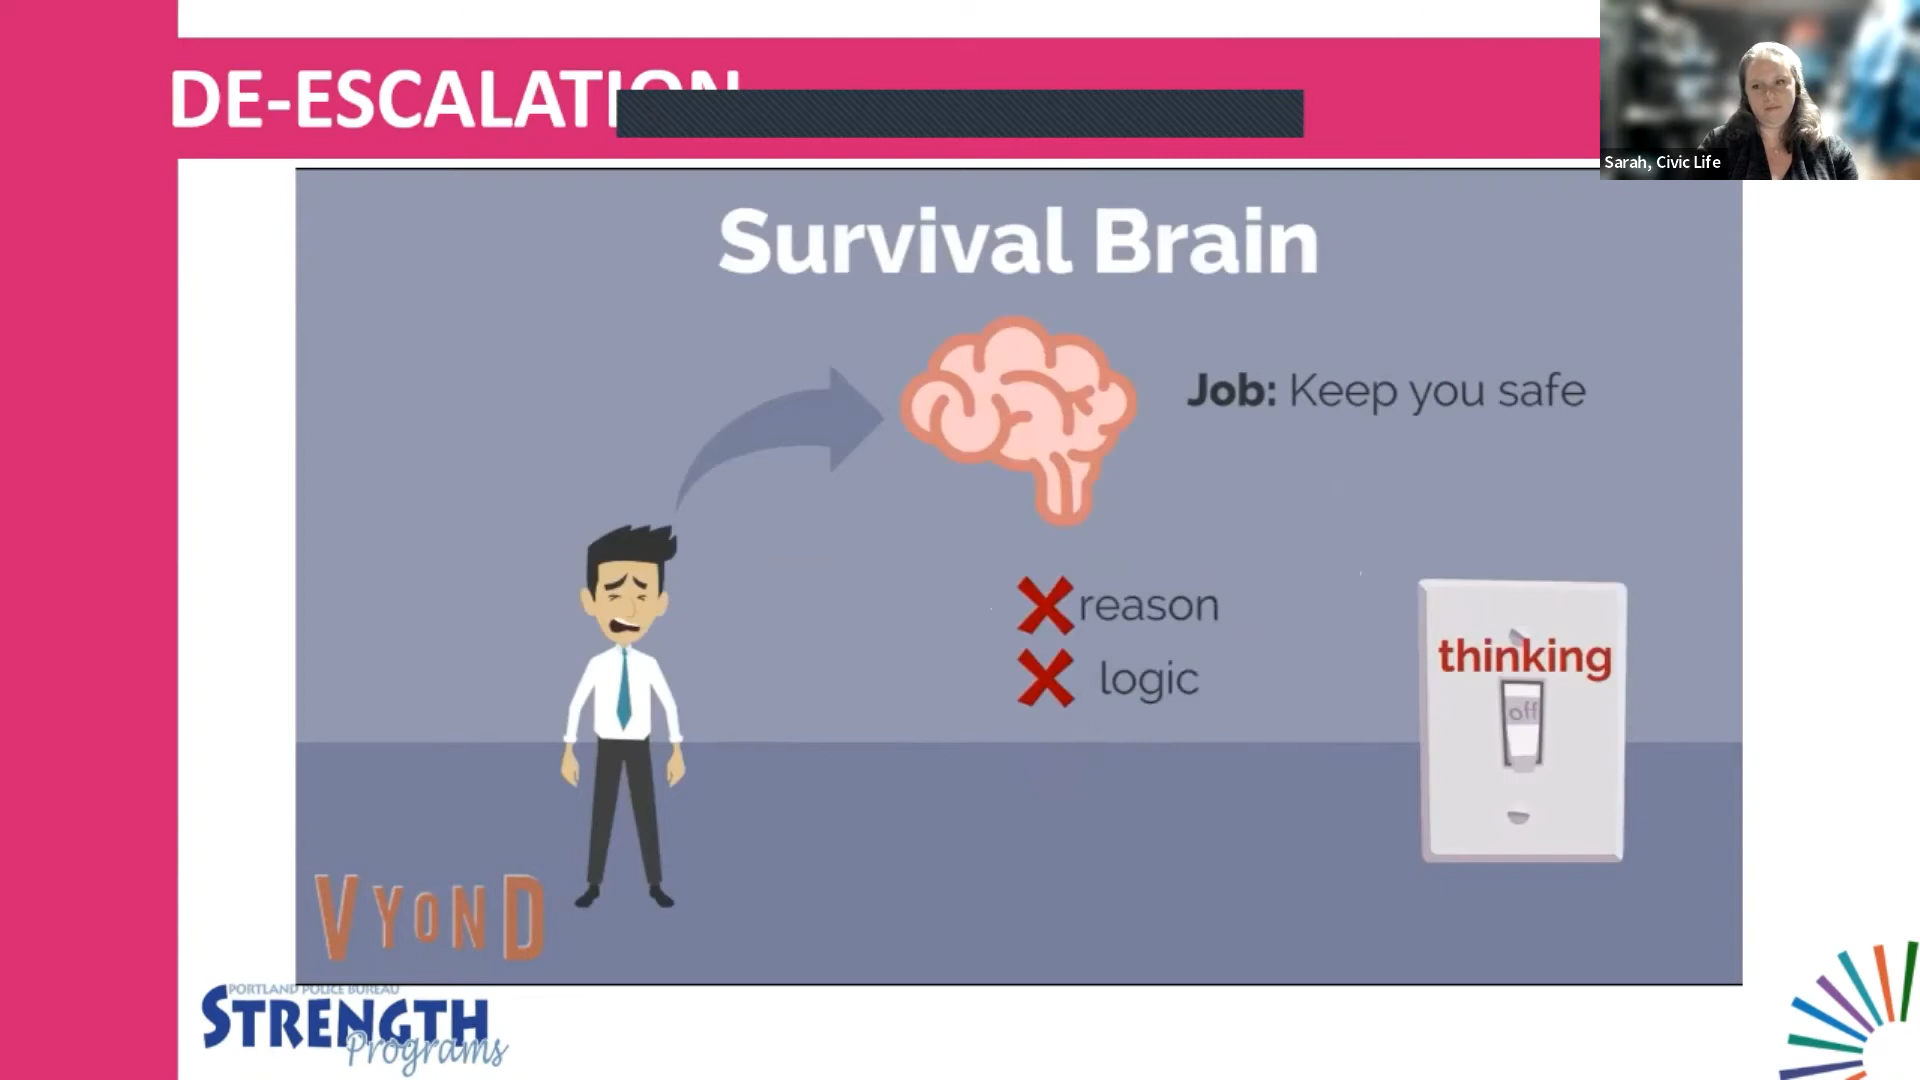 DE-ESCALATION
Sarah, Civic Life
Survival Brain
Job: Keep you safe
reason
logic
thinking
off
VYOND
PORTLAND POLICE BUREAU
STRENGTH
Programs